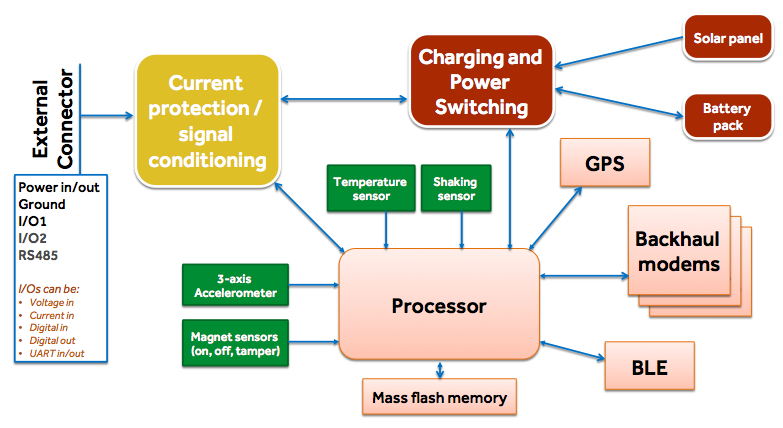 External
Connector
Current
protection /
signal
conditioning
Charging and
Power
Switching
Solar panel
Battery
pack
Power in/out
Ground
I/O1
I/O2
RS485
I/Os can be:
• Voltage in
• Current in
• Digital in
• Digital out
• UART in/out
Temperature
sensor
Shaking
sensor
GPS
Backhaul
modems
3-axis
Accelerometer
Magnet sensors
(on, off, tamper)
Processor
BLE
Mass flash memory